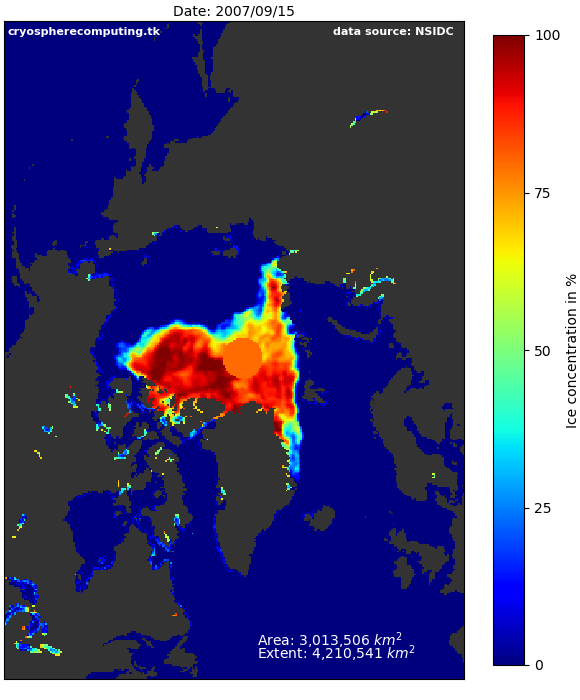 Date: 2007/09/15
cryospherecomputing.tk data source: NSIDC
100
75
50
25
0
Ice concentration in %
Area: 3,013,506 km²
Extent: 4,210,541 km²